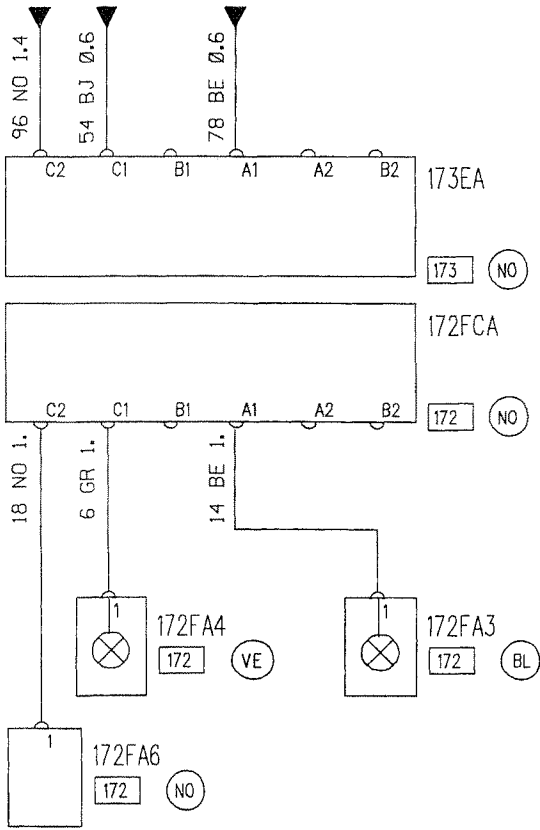 96 NO 1.4
54 BJ 0.6
78 BE 0.6
C2 C1 B1 A1 A2 B2
173EA
173 NO
172FCA
172 NO
C2 C1 B1 A1 A2 B2
18 NO 1.
6 GR 1.
14 BE 1.
1
172FA4
172 VE
1
172FA3
172 BL
1
172FA6
172 NO